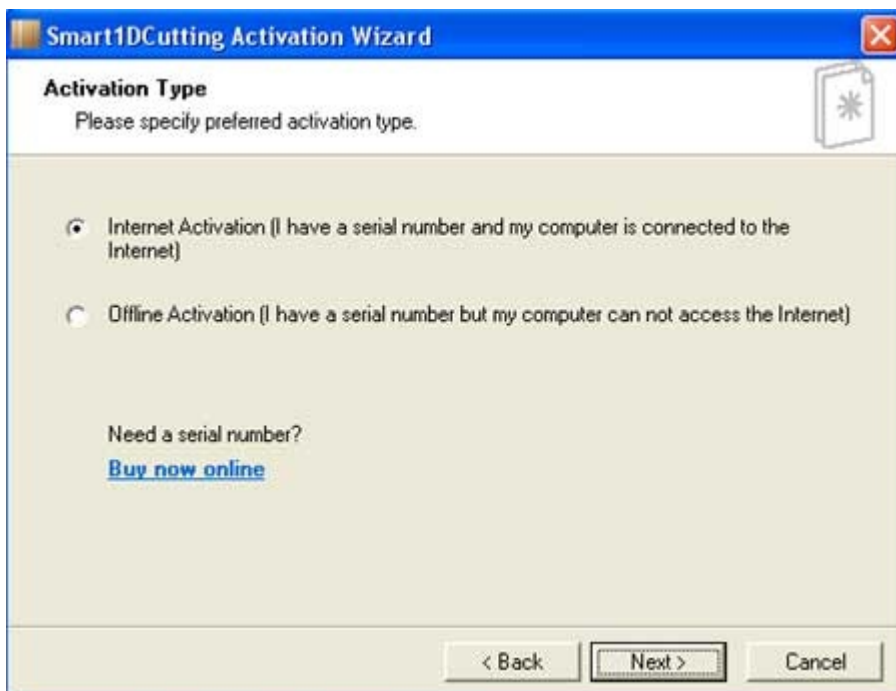 Smart1DCutting Activation Wizard
Activation Type
Please specify preferred activation type.
Internet Activation (I have a serial number and my computer is connected to the
Internet)
Offline Activation (I have a serial number but my computer can not access the Internet)
Need a serial number?
Buy now online
< Back
Next >
Cancel